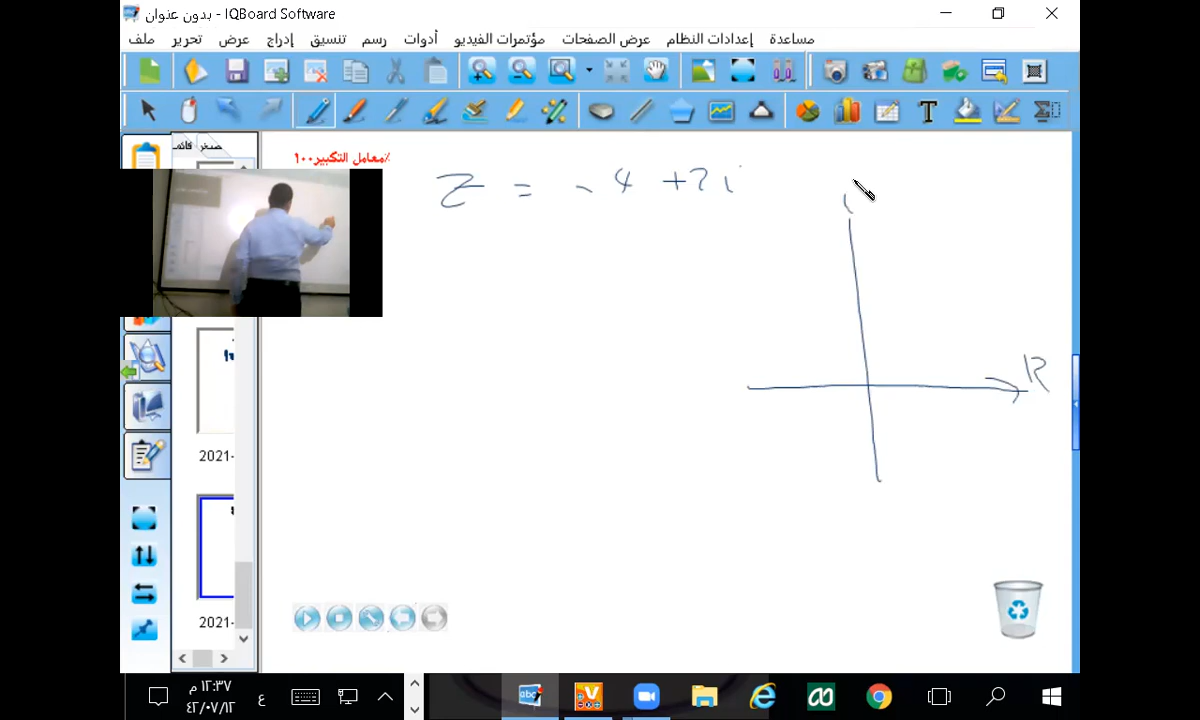 بدون عنوان - IQBoard Software
ملف تحرير عرض إدراج تنسيق رسم أدوات مؤتمرات الفيديو عرض الصفحات إعدادات النظام مساعدة
معامل التكبير١٠٠٪
Z = -4 +2i
i
R
2021-
2021-
١٢:٣٧ م
ع
٤٢/٠٧/١٢